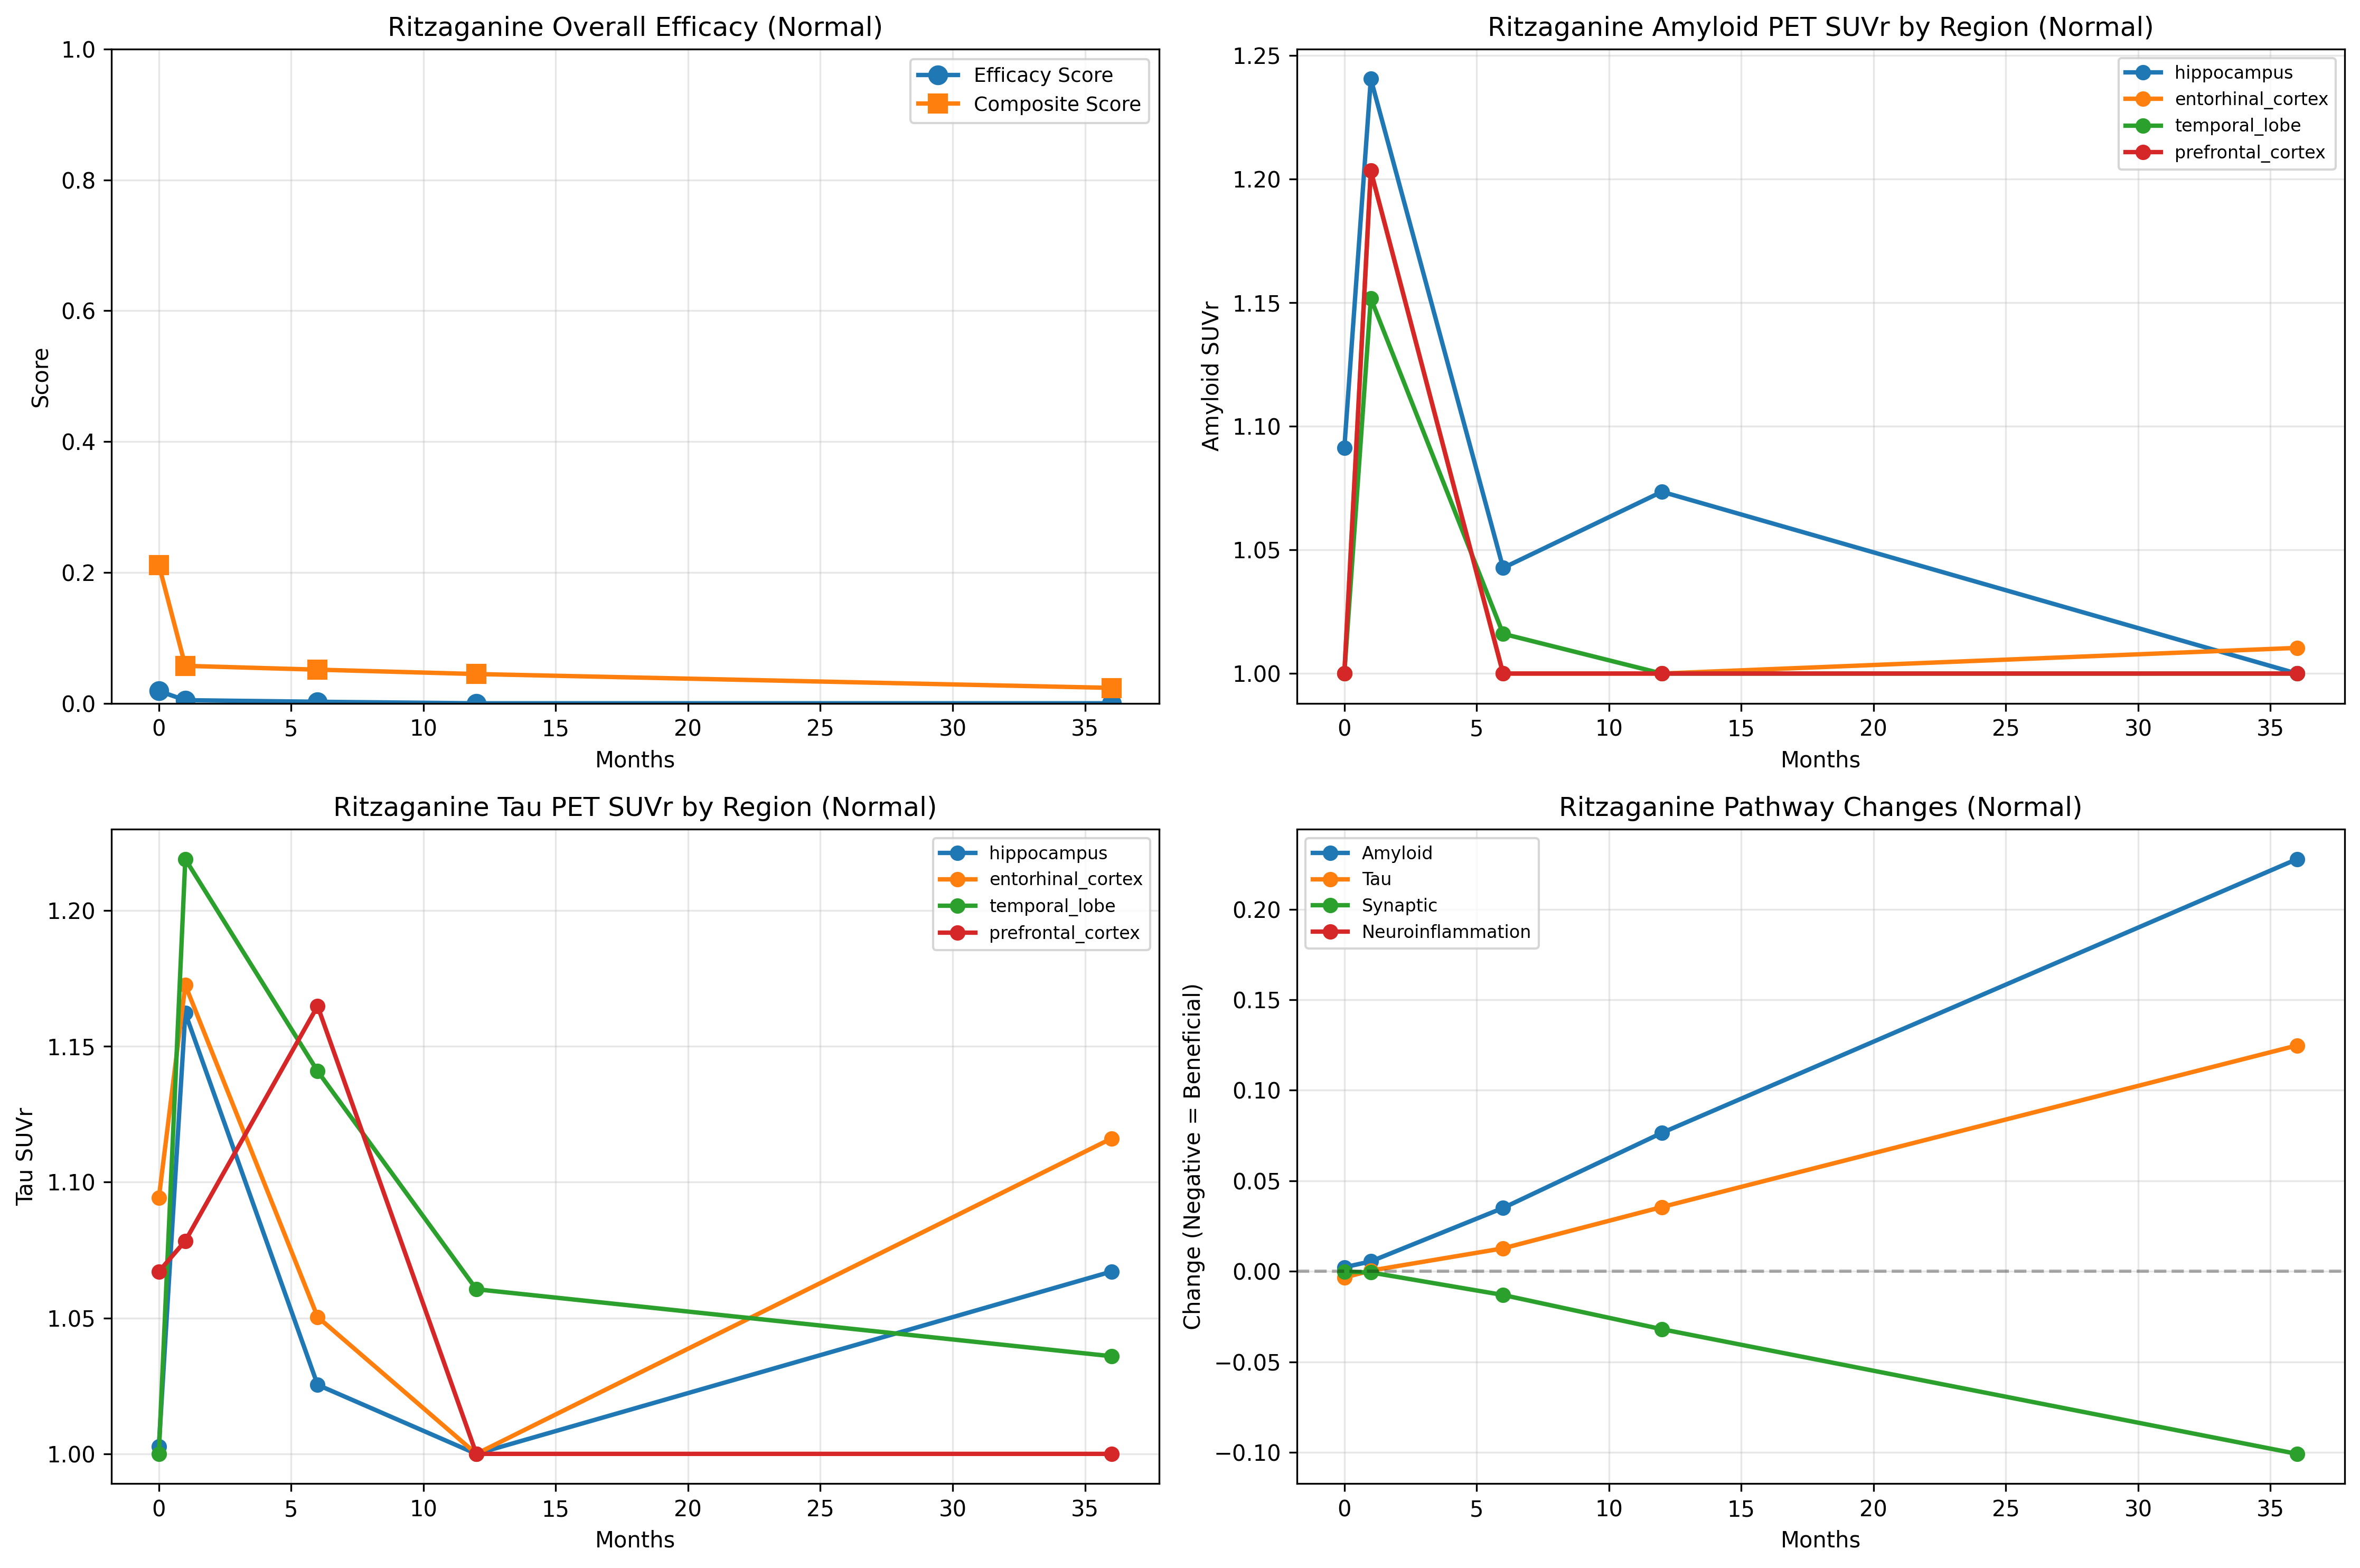 Ritzaganine Overall Efficacy (Normal)
Score
1.0
0.8
0.6
0.4
0.2
0.0
Efficacy Score
Composite Score
0 5 10 15 20 25 30 35
Months
Ritzaganine Amyloid PET SUVr by Region (Normal)
Amyloid SUVr
1.25
1.20
1.15
1.10
1.05
1.00
hippocampus
entorhinal_cortex
temporal_lobe
prefrontal_cortex
0 5 10 15 20 25 30 35
Months
Ritzaganine Tau PET SUVr by Region (Normal)
Tau SUVr
1.20
1.15
1.10
1.05
1.00
hippocampus
entorhinal_cortex
temporal_lobe
prefrontal_cortex
0 5 10 15 20 25 30 35
Months
Ritzaganine Pathway Changes (Normal)
Change (Negative = Beneficial)
0.20
0.15
0.10
0.05
0.00
−0.05
−0.10
Amyloid
Tau
Synaptic
Neuroinflammation
0 5 10 15 20 25 30 35
Months